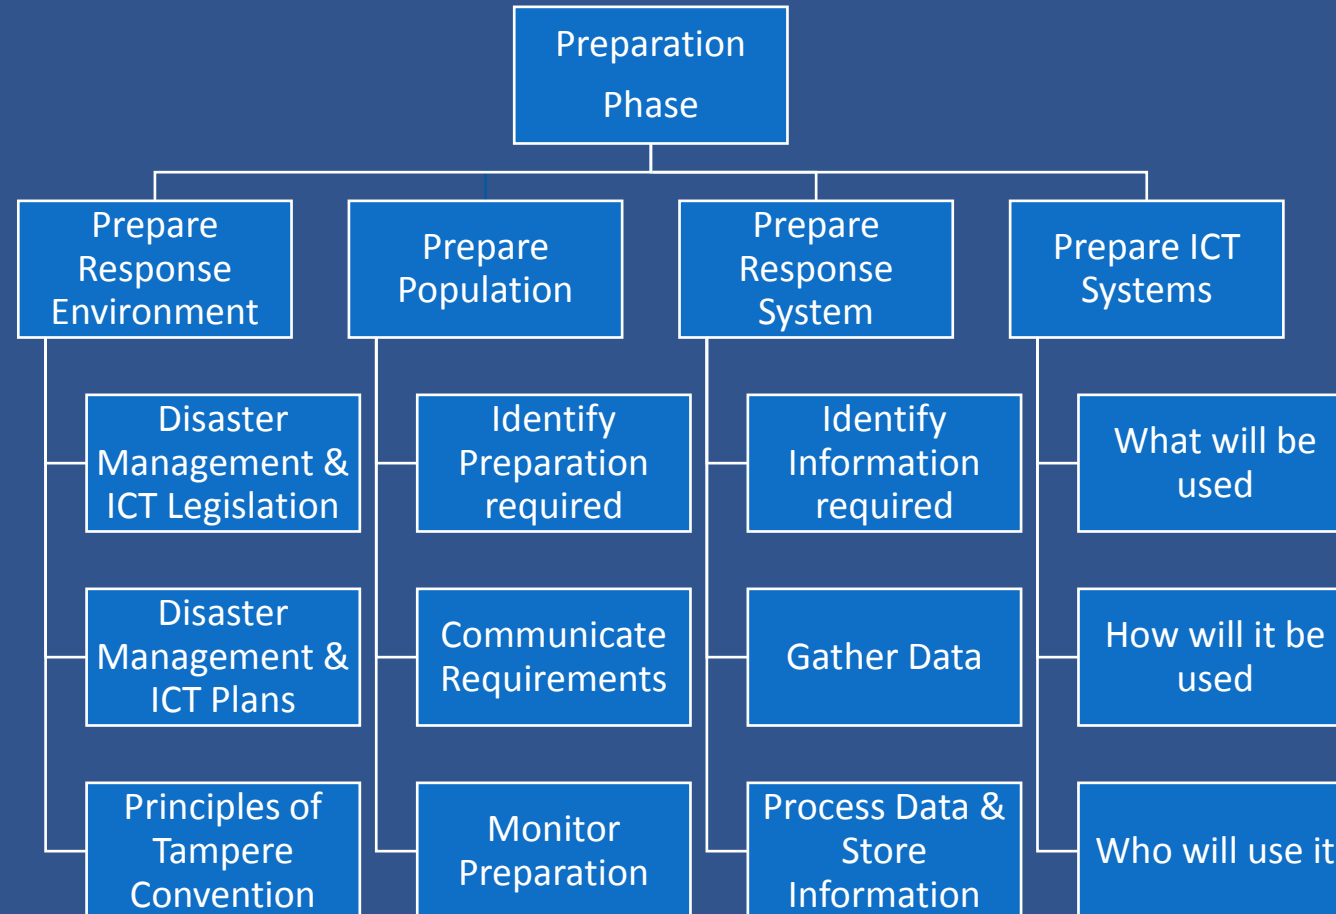 Preparation
Phase
Prepare
Response
Environment
Prepare
Population
Prepare
Response
System
Prepare ICT
Systems
Disaster
Management &
ICT Legislation
Identify
Preparation
required
Identify
Information
required
What will be
used
Disaster
Management &
ICT Plans
Communicate
Requirements
Gather Data
How will it be
used
Principles of
Tampere
Convention
Monitor
Preparation
Process Data &
Store
Information
Who will use it